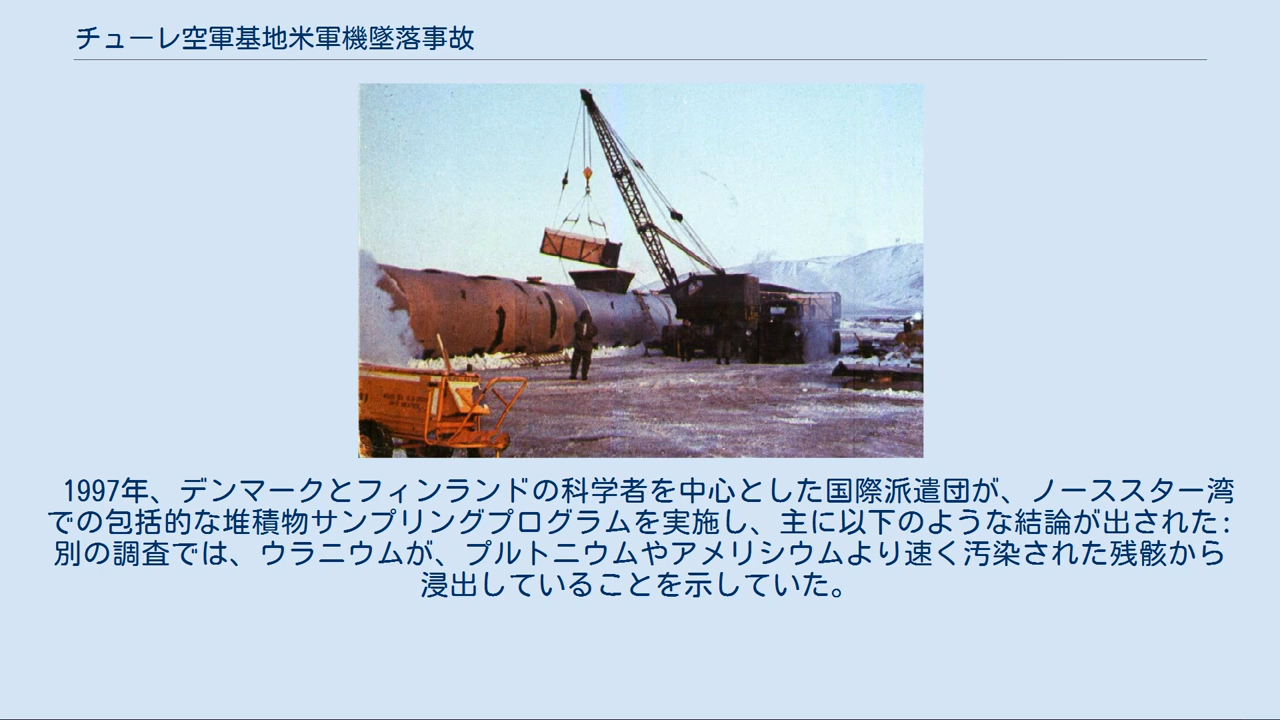 チューレ空軍基地米軍機墜落事故
1997年、デンマークとフィンランドの科学者を中心とした国際派遣団が、ノーススター湾
での包括的な堆積物サンプリングプログラムを実施し、主に以下のような結論が出された:
別の調査では、ウラニウムが、プルトニウムやアメリシウムより速く汚染された残骸から
浸出していることを示していた。